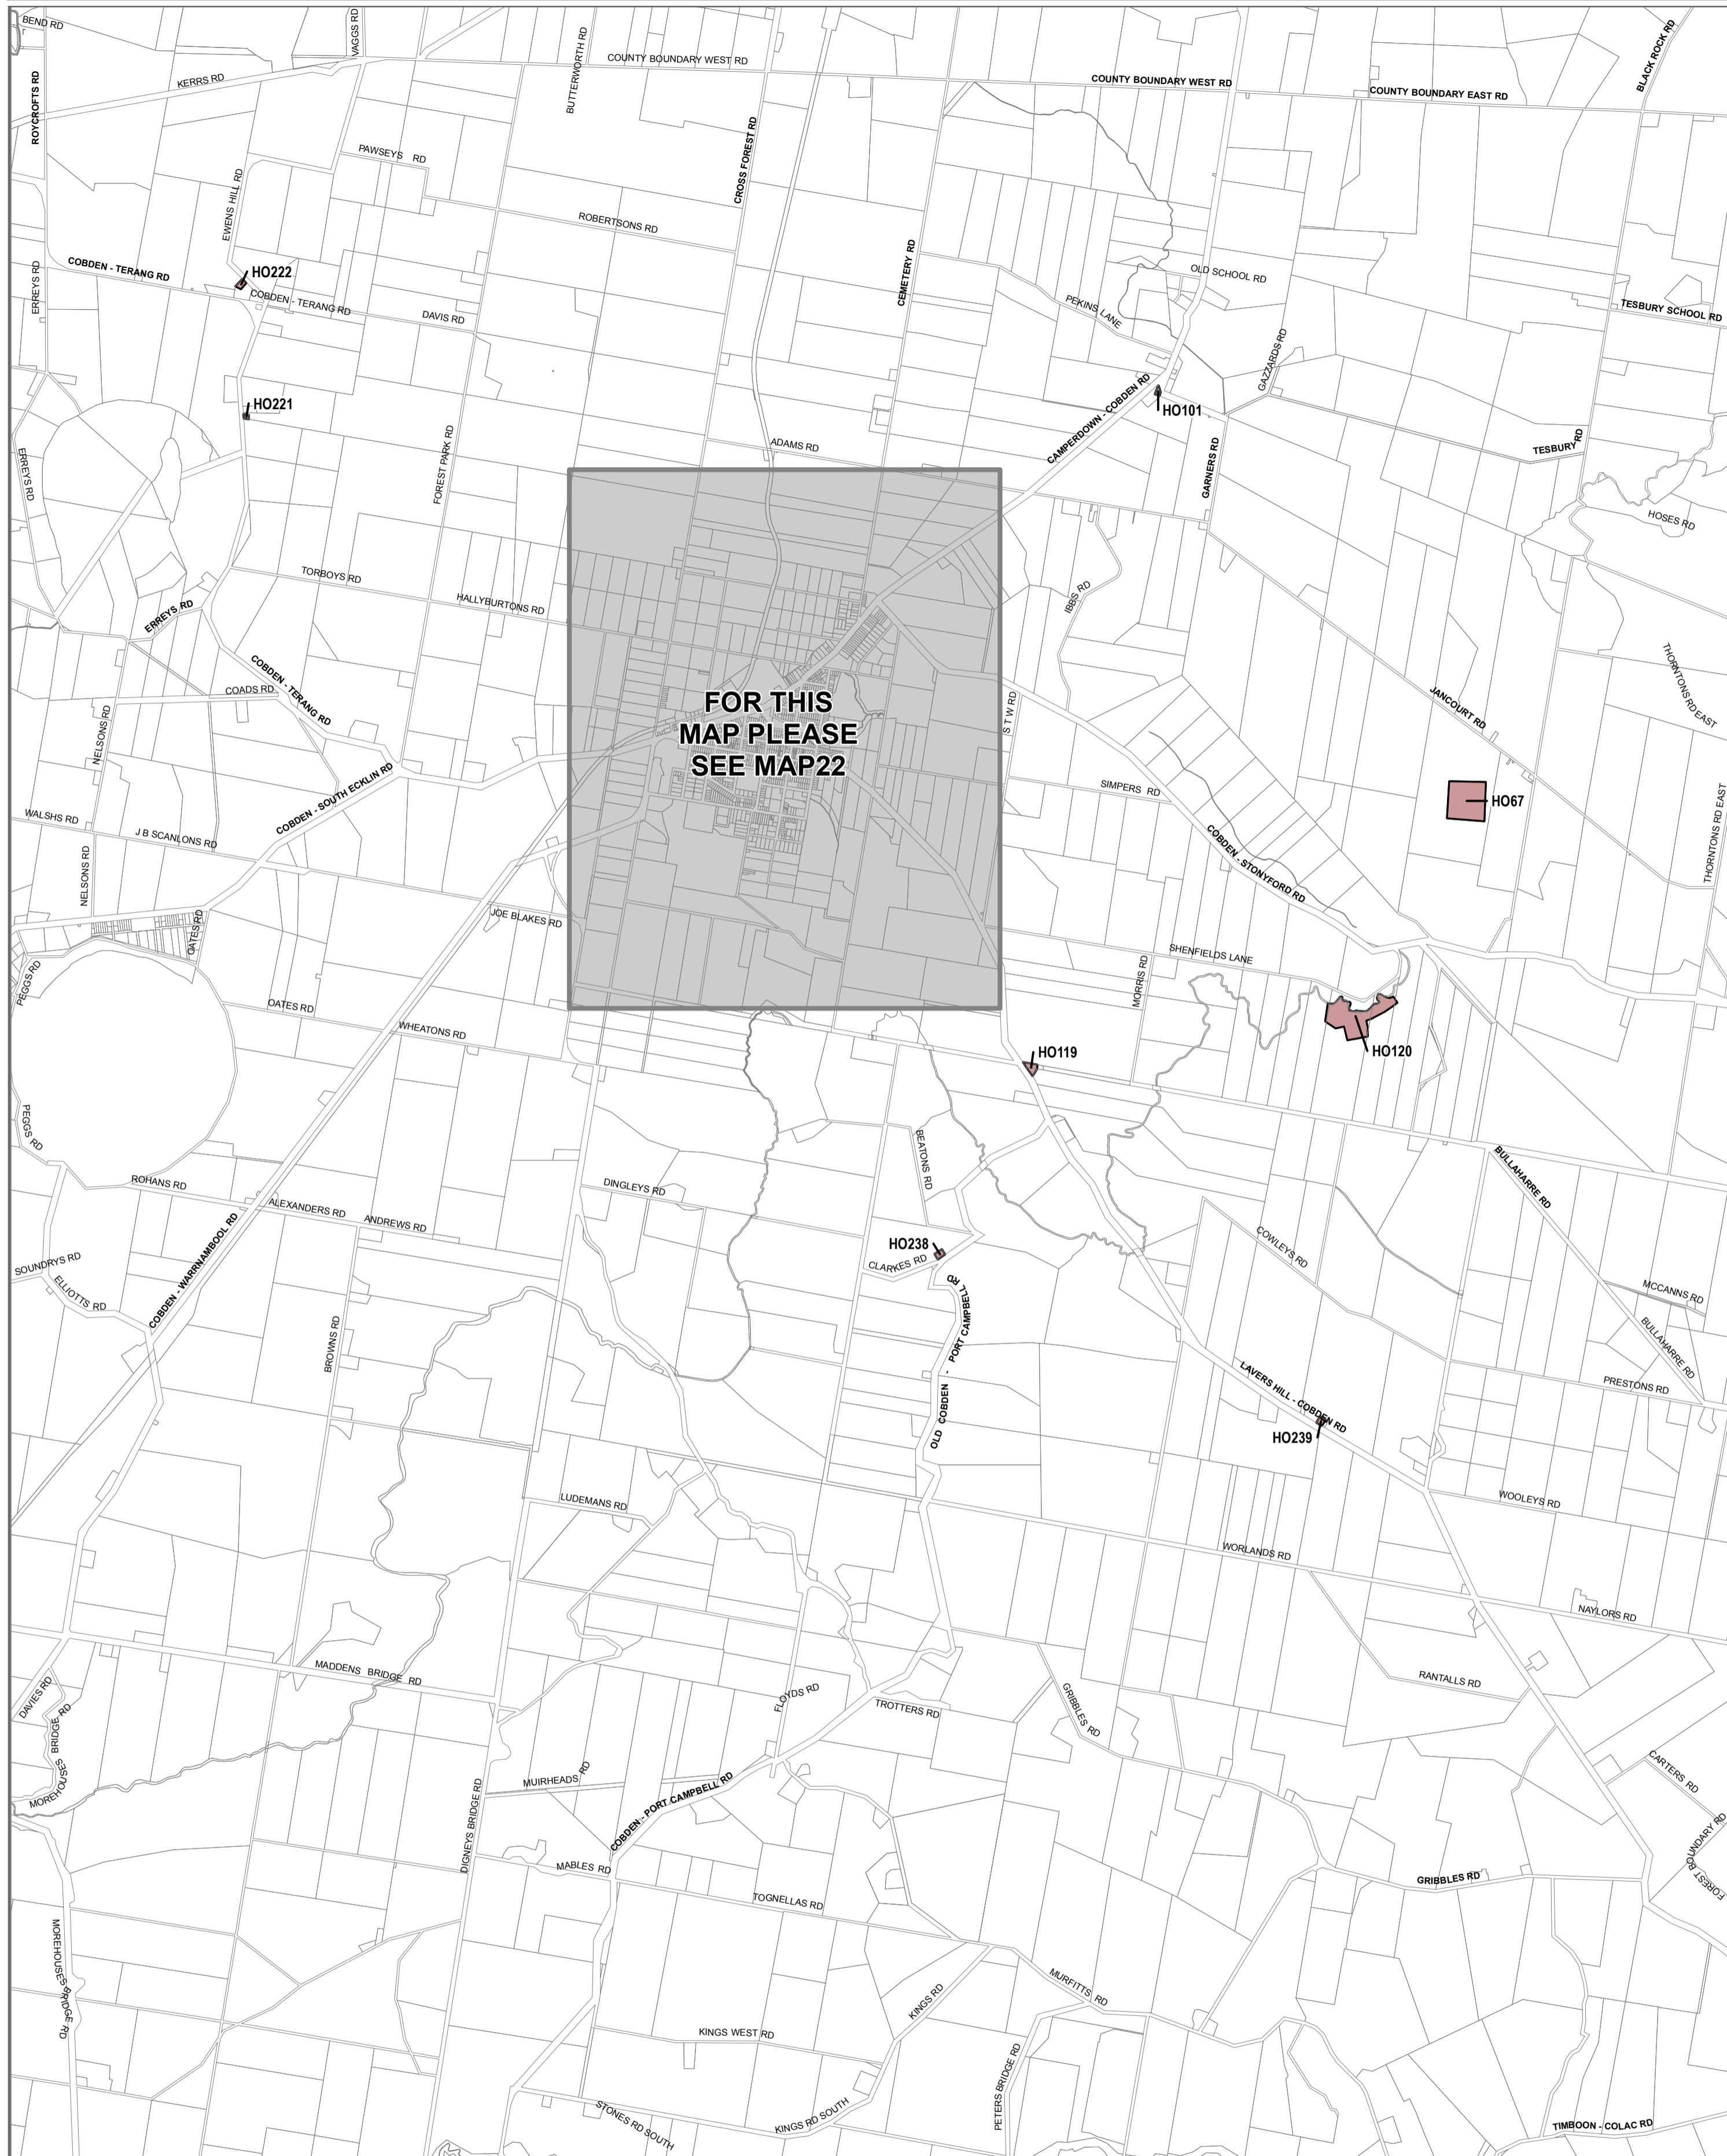 BEND RD
VAGGS RD
BLACK ROCK RD
BUTTERWORTH RD
COUNTY BOUNDARY WEST RD
KERRS RD
COUNTY BOUNDARY WEST RD
COUNTY BOUNDARY EAST RD
ROYCROFTS RD
CROSS FOREST RD
PAWSEYS RD
EWENS HILL RD
ROBERTSONS RD
CEMETERY RD
COBDEN - TERANG RD
HO222
OLD SCHOOL RD
ERREYS RD
COBDEN - TERANG RD
PEKINS LANE
TESBURY SCHOOL RD
DAVIS RD
GAZZARDS RD
CAMPERDOWN - COBDEN RD
HO221
HO101
ADAMS RD
TESBURY RD
ERREYS RD
FOREST PARK RD
GARNERS RD
HOSES RD
TORBOYS RD
HALLYBURTONS RD
IBBS RD
ERREYS RD
COBDEN - TERANG RD
THORNTONS RD EAST
COADS RD
FOR THIS
MAP PLEASE
SEE MAP22
S T W RD
JANCOURT RD
NELSONS RD
COBDEN - SOUTH ECKLIN RD
SIMPERS RD
HO67
WALSHS RD
J B SCANLONS RD
COBDEN - STONYFORD RD
THORNTONS RD EAST
NELSONS RD
OATES RD
JOE BLAKES RD
SHENFIELDS LANE
PEGGS RD
MORRIS RD
OATES RD
WHEATONS RD
HO119
HO120
PEGGS RD
BEATONS RD
BULLAHARRE RD
ROHANS RD
ALEXANDERS RD
ANDREWS RD
DINGLEYS RD
HO238
CLARKES RD
COWLEYS RD
SOUNDRYS RD
COBDEN - WARRNAMBOOL RD
ELLIOTTS RD
MCCANNS RD
OLD COBDEN - PORT CAMPBELL RD
BROWNS RD
BULLAHARRE RD
LAVERS HILL - COBDEN RD
PRESTONS RD
HO239
LUDEMANS RD
WOOLEYS RD
WORLANDS RD
NAYLORS RD
MADDENS BRIDGE RD
RANTALLS RD
DAVIES RD
FLOYDS RD
TROTTERS RD
GRIBBLES RD
MOREHOUSES BRIDGE RD
MUIRHEADS RD
CARTERS RD
DIGNEYS BRIDGE RD
COBDEN - PORT CAMPBELL RD
FOREST BOUNDARY RD
MABLES RD
GRIBBLES RD
TOGNELLAS RD
MOREHOUSES BRIDGE RD
MURFITTS RD
KINGS RD
KINGS WEST RD
PETERS BRIDGE RD
STONES RD SOUTH
KINGS RD SOUTH
TIMBOON - COLAC RD